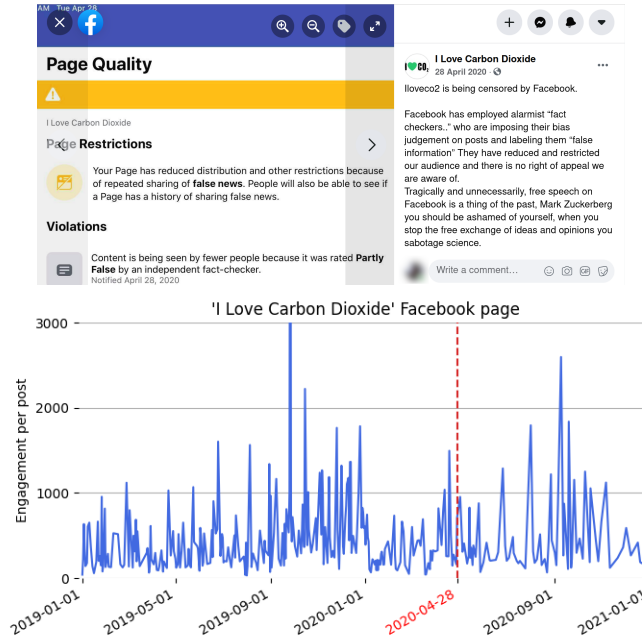 AM Tue Apr 28
Page Quality
I Love Carbon Dioxide
Page Restrictions
Your Page has reduced distribution and other restrictions because
of repeated sharing of false news. People will also be able to see if
a Page has a history of sharing false news.
Violations
Content is being seen by fewer people because it was rated Partly
False by an independent fact-checker.
Notified April 28, 2020
I CO₂
I Love Carbon Dioxide
28 April 2020 ·
Iloveco2 is being censored by Facebook.
Facebook has employed alarmist “fact
checkers..” who are imposing their bias
judgement on posts and labeling them “false
information” They have reduced and restricted
our audience and there is no right of appeal we
are aware of.
Tragically and unnecessarily, free speech on
Facebook is a thing of the past, Mark Zuckerberg
you should be ashamed of yourself, when you
stop the free exchange of ideas and opinions you
sabotage science.
Write a comment…
GIF
'I Love Carbon Dioxide' Facebook page
Engagement per post
3000
2000
1000
0
2019-01-01
2019-05-01
2019-09-01
2020-01-01
2020-04-28
2020-09-01
2021-01-0